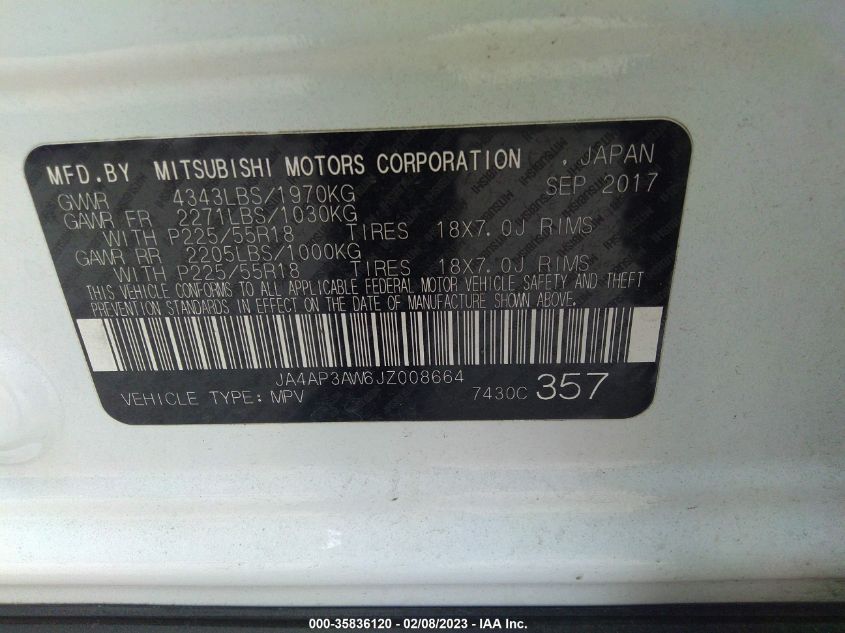 MFD.BY MITSUBISHI MOTORS CORPORATION , JAPAN
GVWR 4343LBS/1970KG SEP 2017
GAWR FR 2271LBS/1030KG
WITH P225/55R18 TIRES 18X7.0J RIMS
GAWR RR 2205LBS/1000KG
WITH P225/55R18 TIRES 18X7.0J RIMS
THIS VEHICLE CONFORMS TO ALL APPLICABLE FEDERAL MOTOR VEHICLE SAFETY AND THEFT
PREVENTION STANDARDS IN EFFECT ON THE DATE OF MANUFACTURE SHOWN ABOVE.
JA4AP3AW6JZ008664
VEHICLE TYPE: MPV 7430C 357
000-35836120 - 02/08/2023 - IAA Inc.